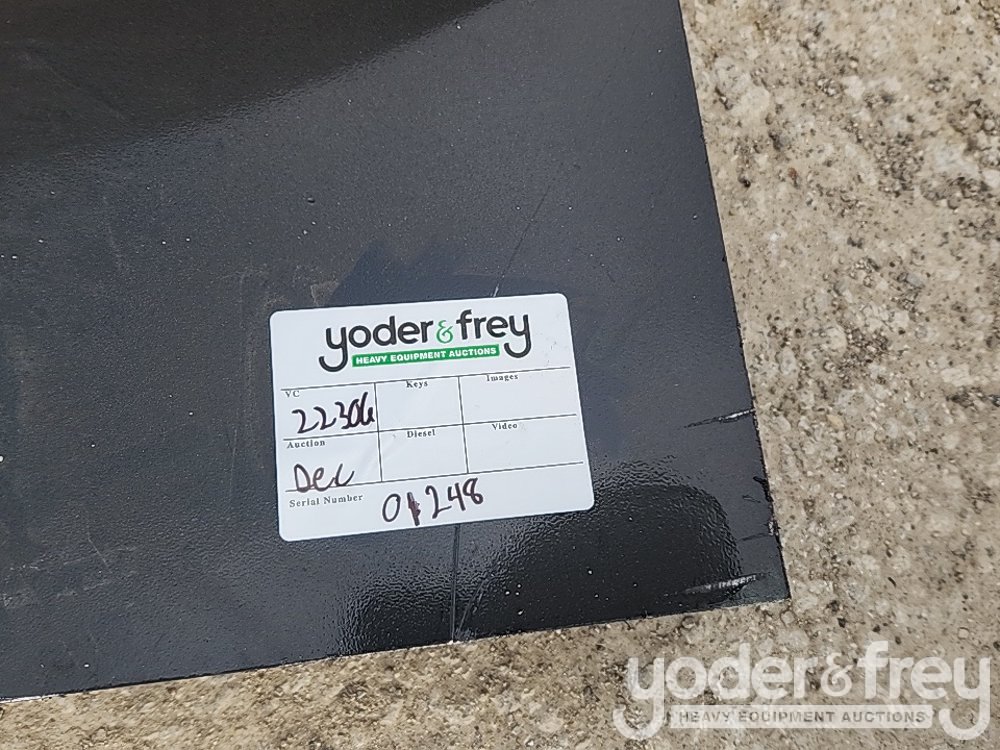 yoder & frey
HEAVY EQUIPMENT AUCTIONS
VC Keys Images
22306
Auction Diesel Video
Dec
Serial Number 01248
yoder & frey
HEAVY EQUIPMENT AUCTIONS